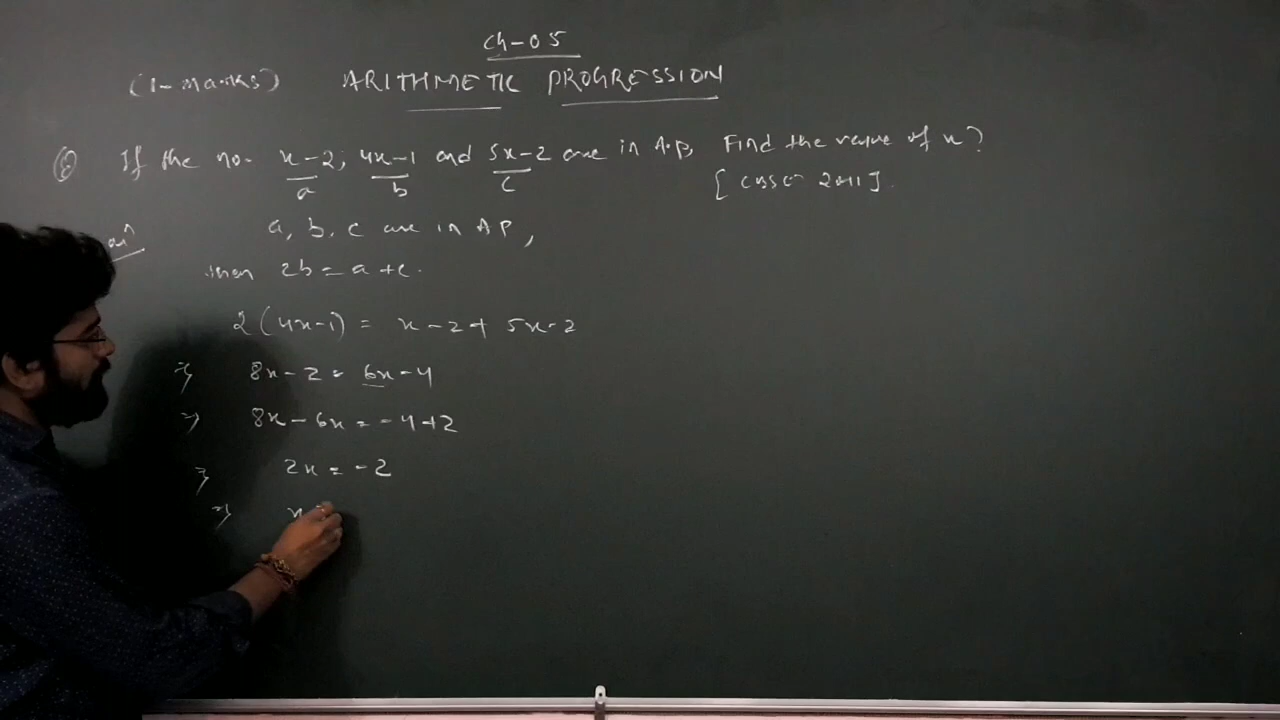 Ch-05
(1-marks) ARITHMETIC PROGRESSION
Q If the no. x-2, 4x-1 and 5x-2 are in A.P, Find the value of x?
a b c [CBSE 2011].
a, b, c are in AP,
then 2b = a+c.
2(4x-1) = x-2+ 5x-2
⇒ 8x-2 = 6x-4
⇒ 8x-6x = -4+2
⇒ 2x = -2
⇒ x